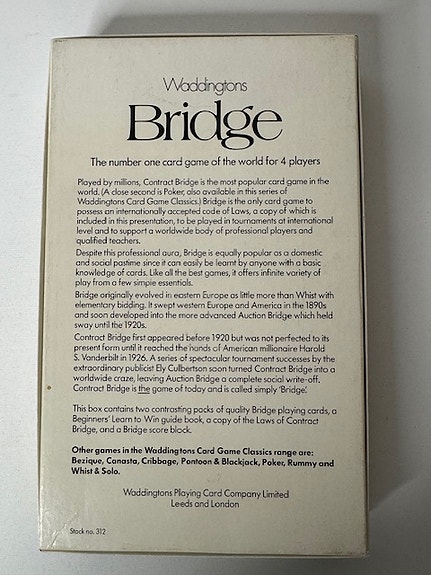 Waddingtons
Bridge
The number one card game of the world for 4 players
Played by millions, Contract Bridge is the most popular card game in the
world. (A close second is Poker, also available in this series of
Waddingtons Card Game Classics.) Bridge is the only card game to
possess an internationally accepted code of Laws, a copy of which is
included in this presentation, to be played in tournaments at international
level and to support a worldwide body of professional players and
qualified teachers.
Despite this professional aura, Bridge is equally popular as a domestic
and social pastime since it can easily be learnt by anyone with a basic
knowledge of cards. Like all the best games, it offers infinite variety of
play from a few simple essentials.
Bridge originally evolved in eastern Europe as little more than Whist with
elementary bidding. It swept western Europe and America in the 1890s
and soon developed into the more advanced Auction Bridge which held
sway until the 1920s.
Contract Bridge first appeared before 1920 but was not perfected to its
present form until it reached the hands of American millionaire Harold
S. Vanderbilt in 1926. A series of spectacular tournament successes by the
extraordinary publicist Ely Culbertson soon turned Contract Bridge into a
worldwide craze, leaving Auction Bridge a complete social write-off.
Contract Bridge is the game of today and is called simply 'Bridge'.
This box contains two contrasting packs of quality Bridge playing cards, a
Beginners' Learn to Win guide book, a copy of the Laws of Contract
Bridge, and a Bridge score block.
Other games in the Waddingtons Card Game Classics range are:
Bezique, Canasta, Cribbage, Pontoon & Blackjack, Poker, Rummy and
Whist & Solo.
Waddingtons Playing Card Company Limited
Leeds and London
Stock no. 312